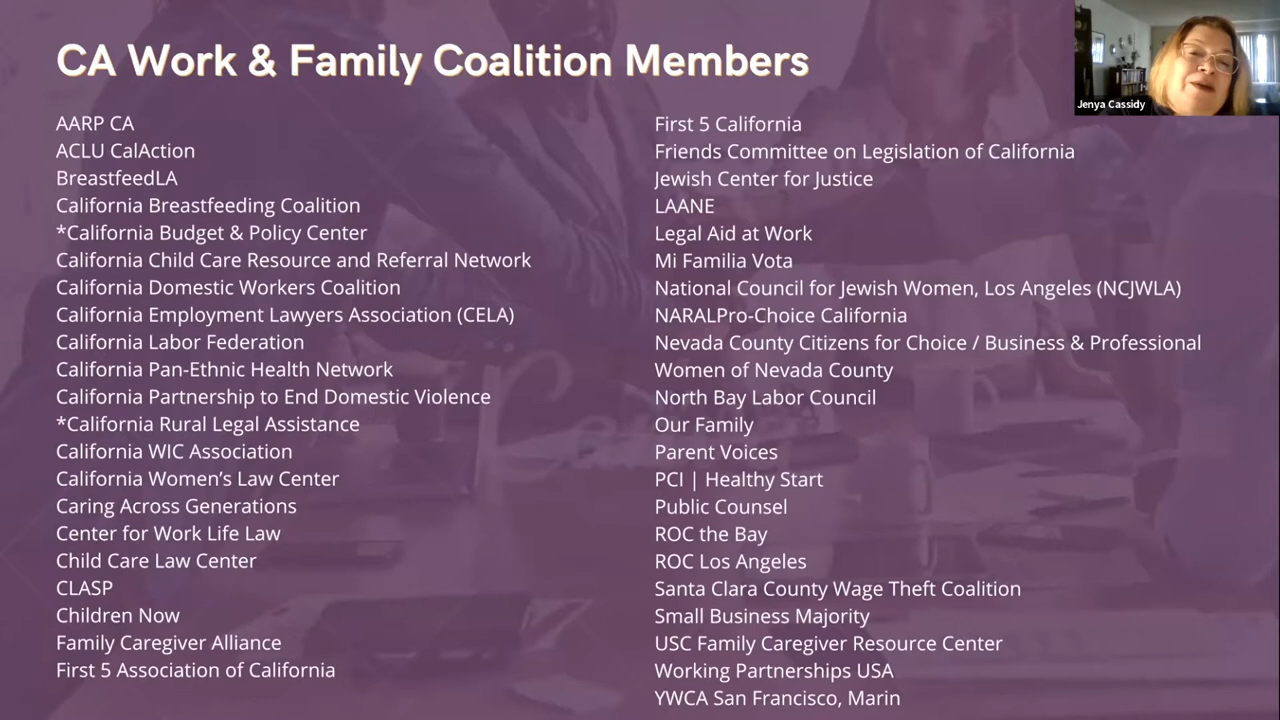 CA Work & Family Coalition Members
Jenya Cassidy
AARP CA
ACLU CalAction
BreastfeedLA
California Breastfeeding Coalition
*California Budget & Policy Center
California Child Care Resource and Referral Network
California Domestic Workers Coalition
California Employment Lawyers Association (CELA)
California Labor Federation
California Pan-Ethnic Health Network
California Partnership to End Domestic Violence
*California Rural Legal Assistance
California WIC Association
California Women’s Law Center
Caring Across Generations
Center for Work Life Law
Child Care Law Center
CLASP
Children Now
Family Caregiver Alliance
First 5 Association of California
First 5 California
Friends Committee on Legislation of California
Jewish Center for Justice
LAANE
Legal Aid at Work
Mi Familia Vota
National Council for Jewish Women, Los Angeles (NCJWLA)
NARALPro-Choice California
Nevada County Citizens for Choice / Business & Professional
Women of Nevada County
North Bay Labor Council
Our Family
Parent Voices
PCI | Healthy Start
Public Counsel
ROC the Bay
ROC Los Angeles
Santa Clara County Wage Theft Coalition
Small Business Majority
USC Family Caregiver Resource Center
Working Partnerships USA
YWCA San Francisco, Marin